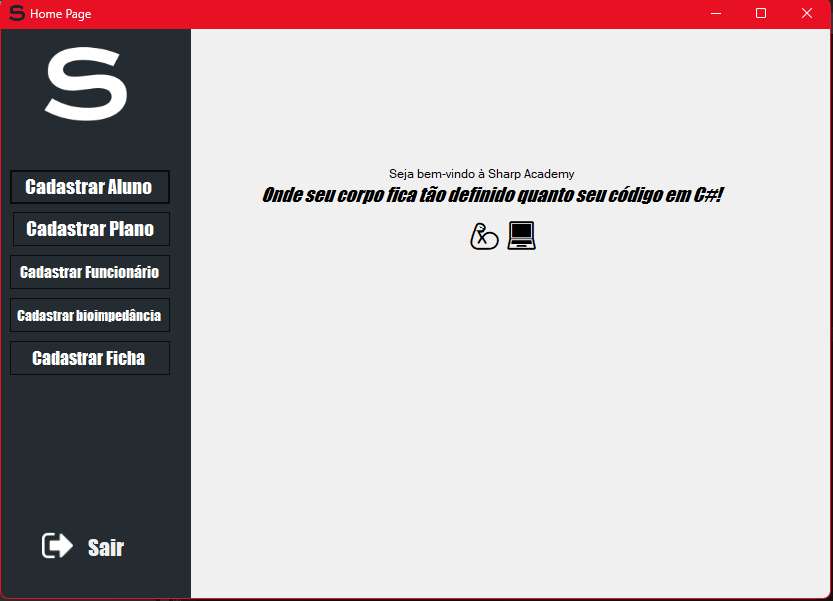 S Home Page
S
Cadastrar Aluno
Cadastrar Plano
Cadastrar Funcionário
Cadastrar bioimpedância
Cadastrar Ficha
Sair
Seja bem-vindo à Sharp Academy
Onde seu corpo fica tão definido quanto seu código em C#!